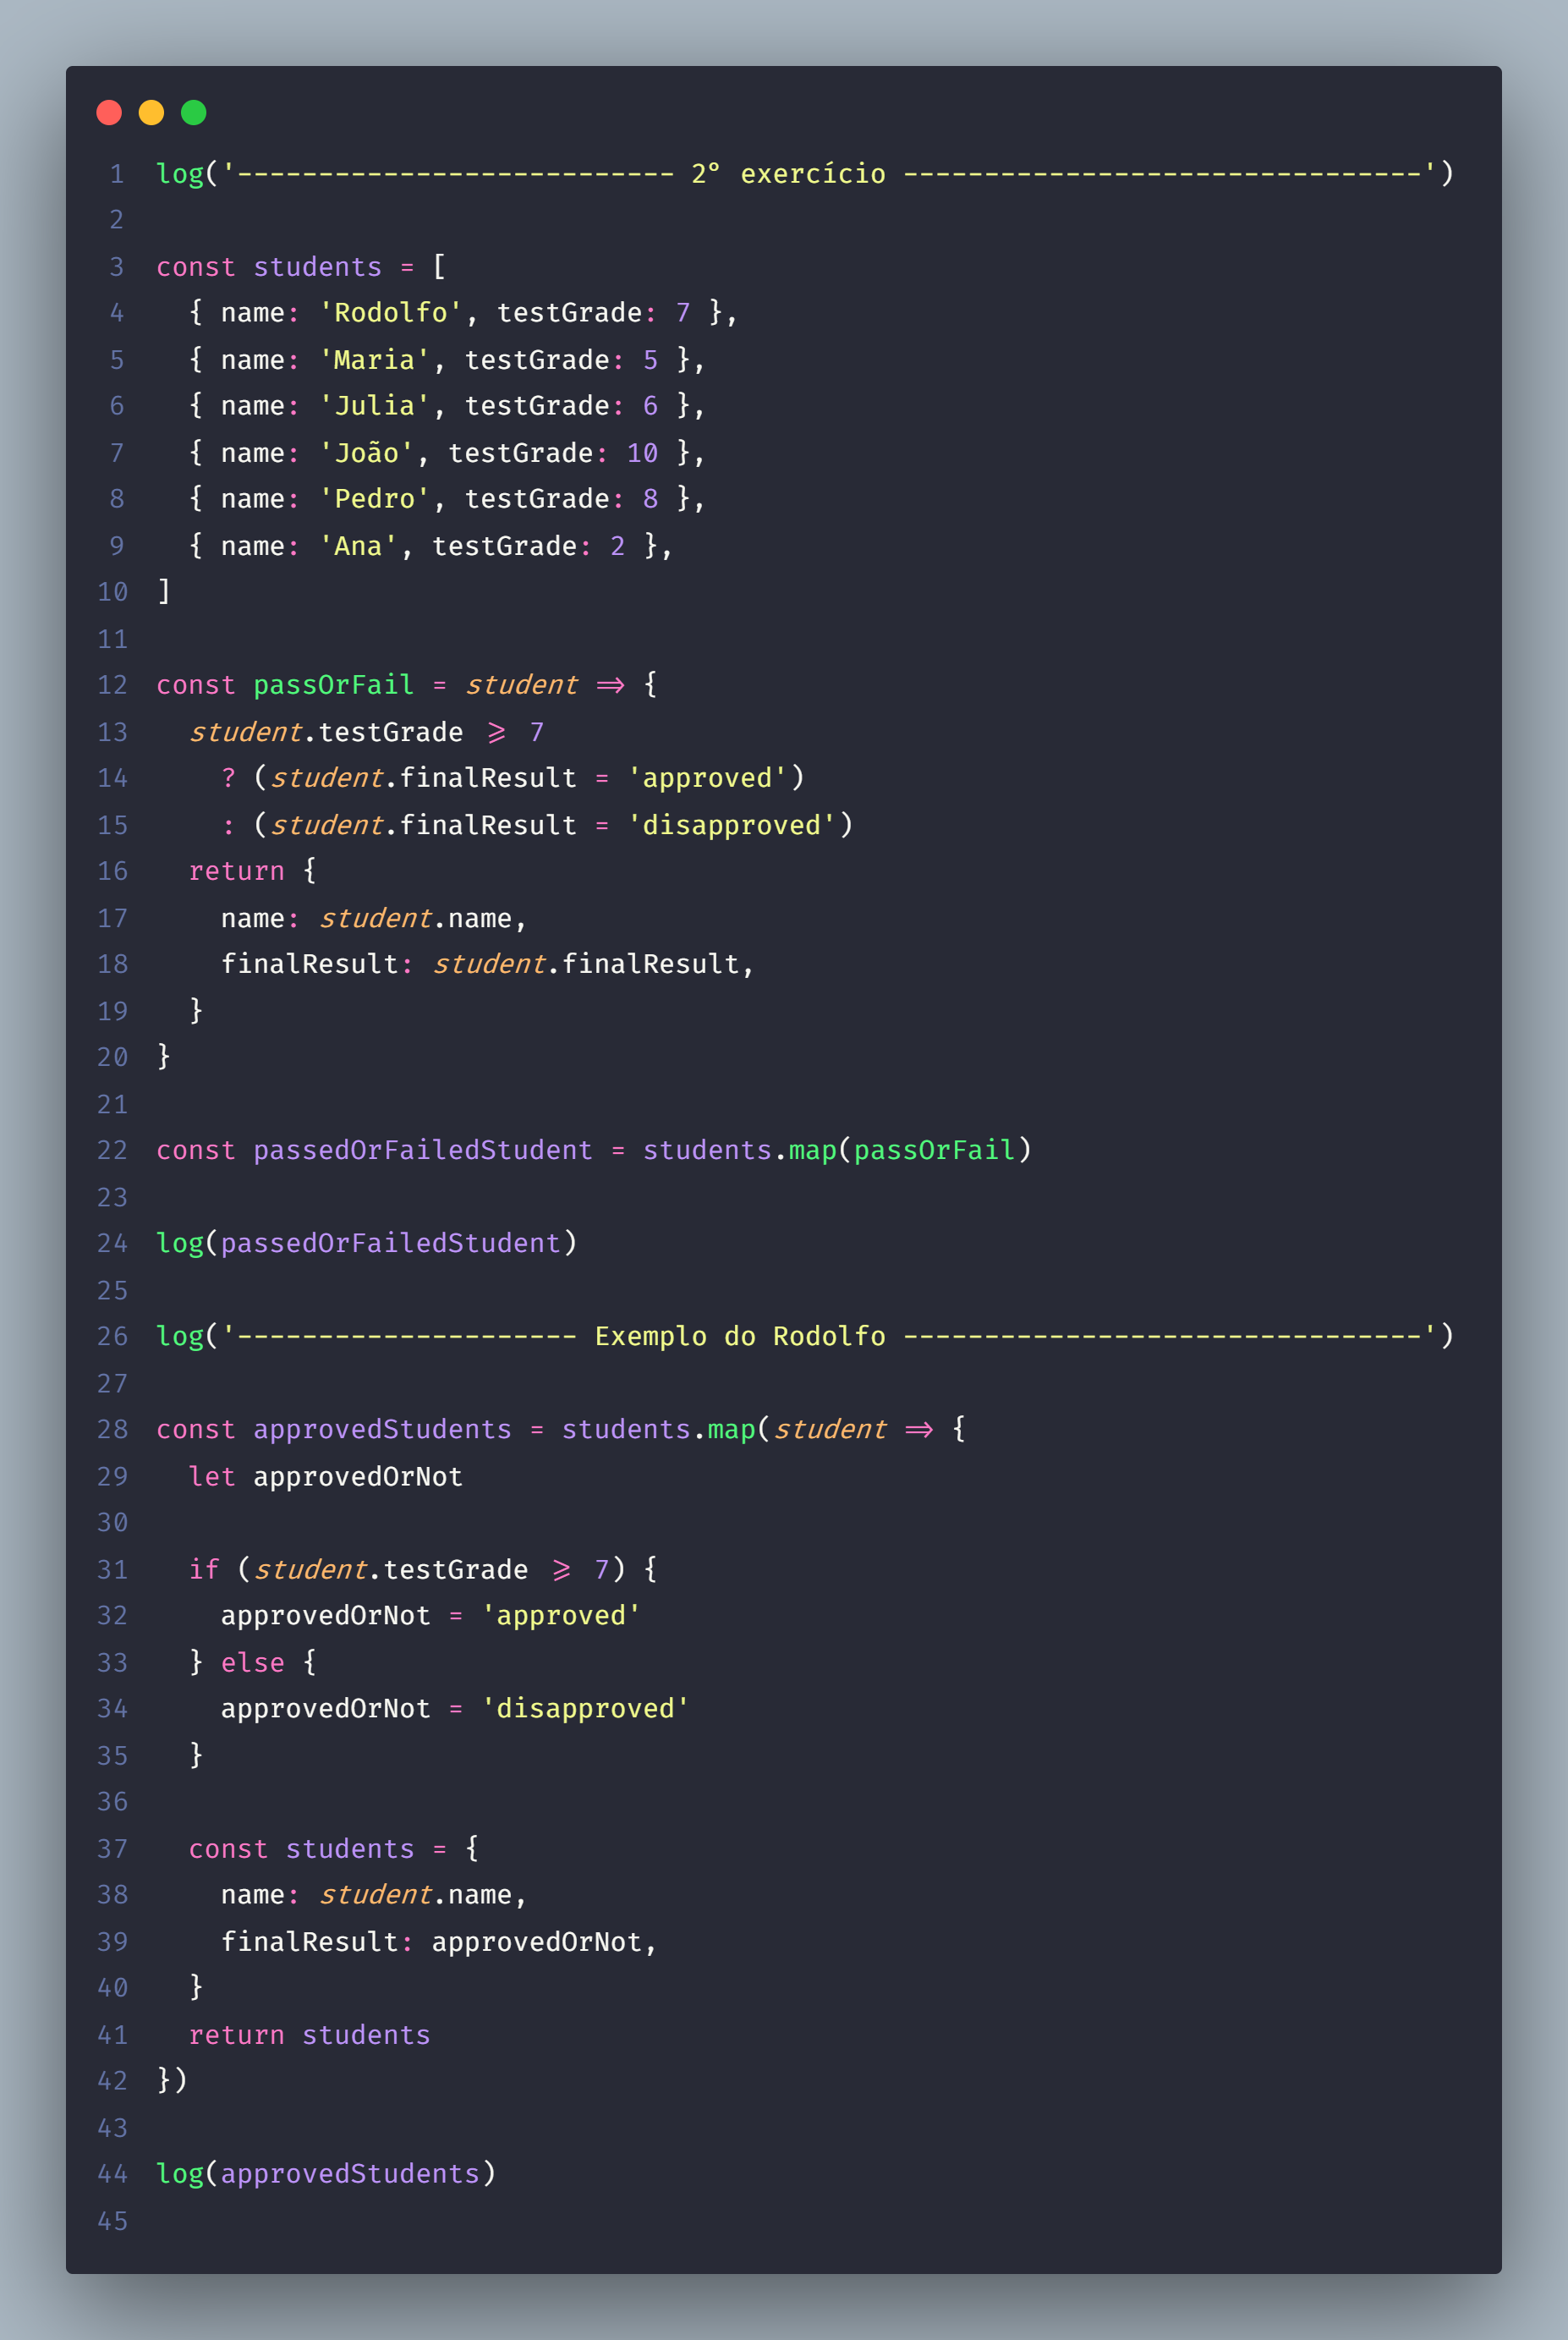 1 log('--------------------------- 2º exercício --------------------------------')
2
3 const students = [
4   { name: 'Rodolfo', testGrade: 7 },
5   { name: 'Maria', testGrade: 5 },
6   { name: 'Julia', testGrade: 6 },
7   { name: 'João', testGrade: 10 },
8   { name: 'Pedro', testGrade: 8 },
9   { name: 'Ana', testGrade: 2 },
10 ]
11
12 const passOrFail = student => {
13   student.testGrade >= 7
14     ? (student.finalResult = 'approved')
15     : (student.finalResult = 'disapproved')
16   return {
17     name: student.name,
18     finalResult: student.finalResult,
19   }
20 }
21
22 const passedOrFailedStudent = students.map(passOrFail)
23
24 log(passedOrFailedStudent)
25
26 log('--------------------- Exemplo do Rodolfo --------------------------------')
27
28 const approvedStudents = students.map(student => {
29   let approvedOrNot
30
31   if (student.testGrade >= 7) {
32     approvedOrNot = 'approved'
33   } else {
34     approvedOrNot = 'disapproved'
35   }
36
37   const students = {
38     name: student.name,
39     finalResult: approvedOrNot,
40   }
41   return students
42 })
43
44 log(approvedStudents)
45